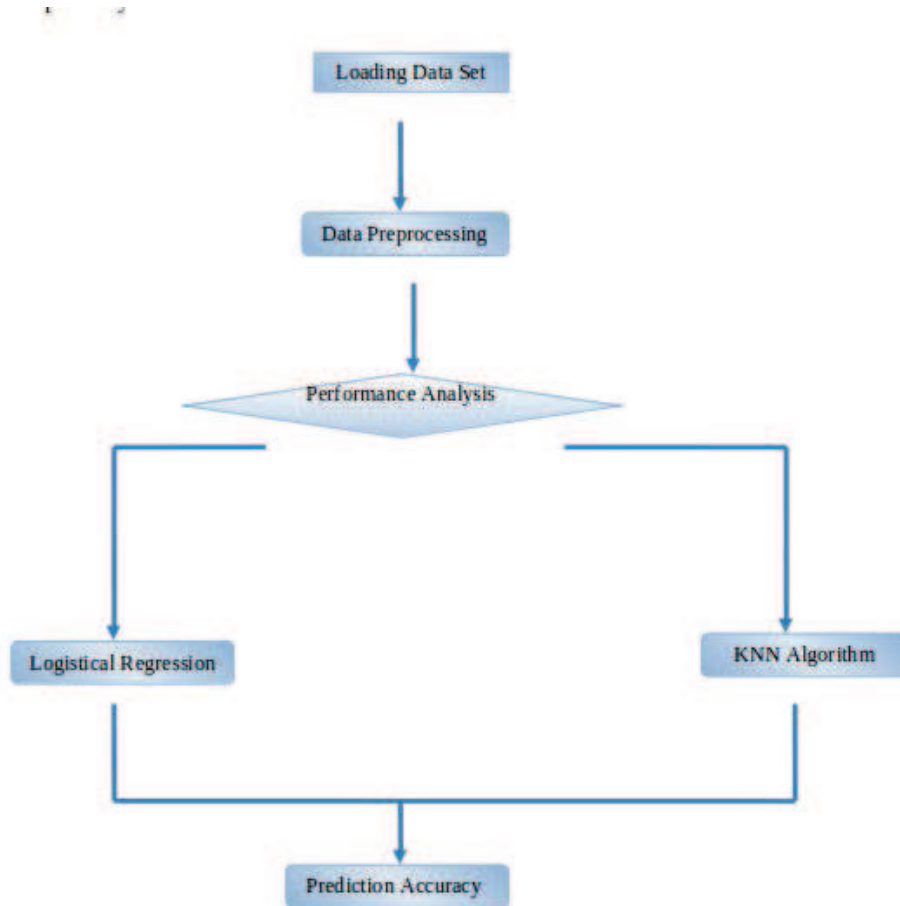 Loading Data Set
Data Preprocessing
Performance Analysis
Logistical Regression
KNN Algorithm
Prediction Accuracy